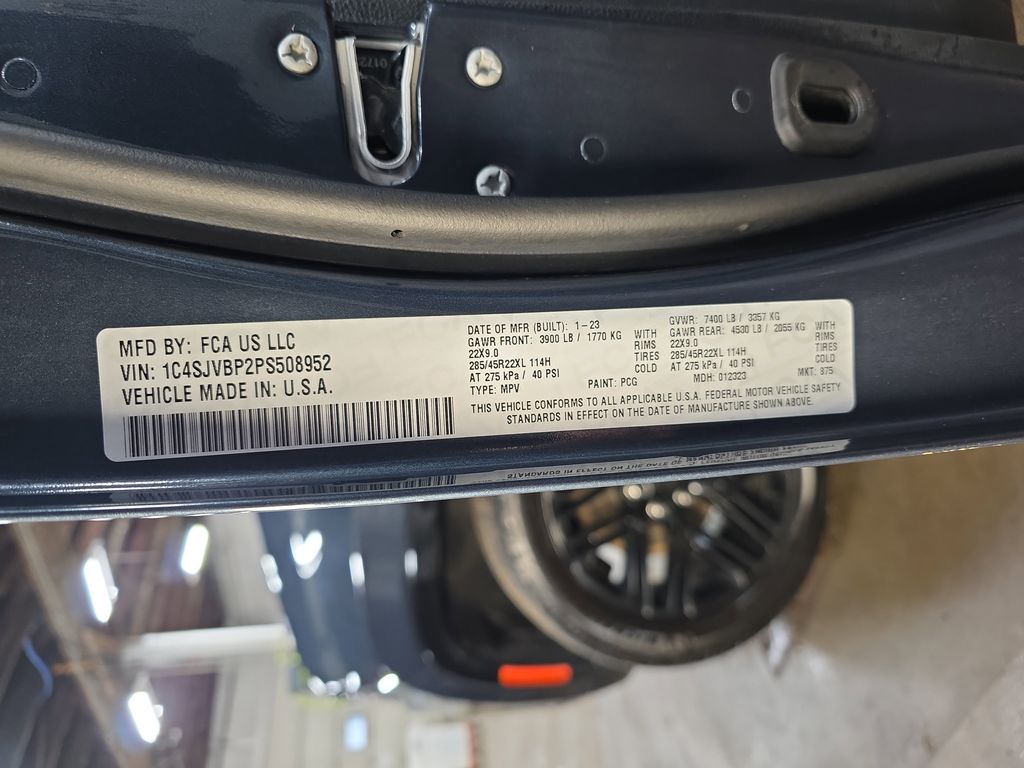 MFD BY: FCA US LLC
VIN: 1C4SJVBP2PS508952
VEHICLE MADE IN: U.S.A.
DATE OF MFR (BUILT): 1-23 GVWR: 7400 LB / 3357 KG
GAWR FRONT: 3900 LB / 1770 KG WITH GAWR REAR: 4530 LB / 2055 KG WITH
22X9.0 RIMS 22X9.0 RIMS
285/45R22XL 114H TIRES 285/45R22XL 114H TIRES
AT 275 kPa / 40 PSI COLD AT 275 kPa / 40 PSI COLD
TYPE: MPV PAINT: PCG MDH: 012323 MKT: 875
THIS VEHICLE CONFORMS TO ALL APPLICABLE U.S.A. FEDERAL MOTOR VEHICLE SAFETY
STANDARDS IN EFFECT ON THE DATE OF MANUFACTURE SHOWN ABOVE.